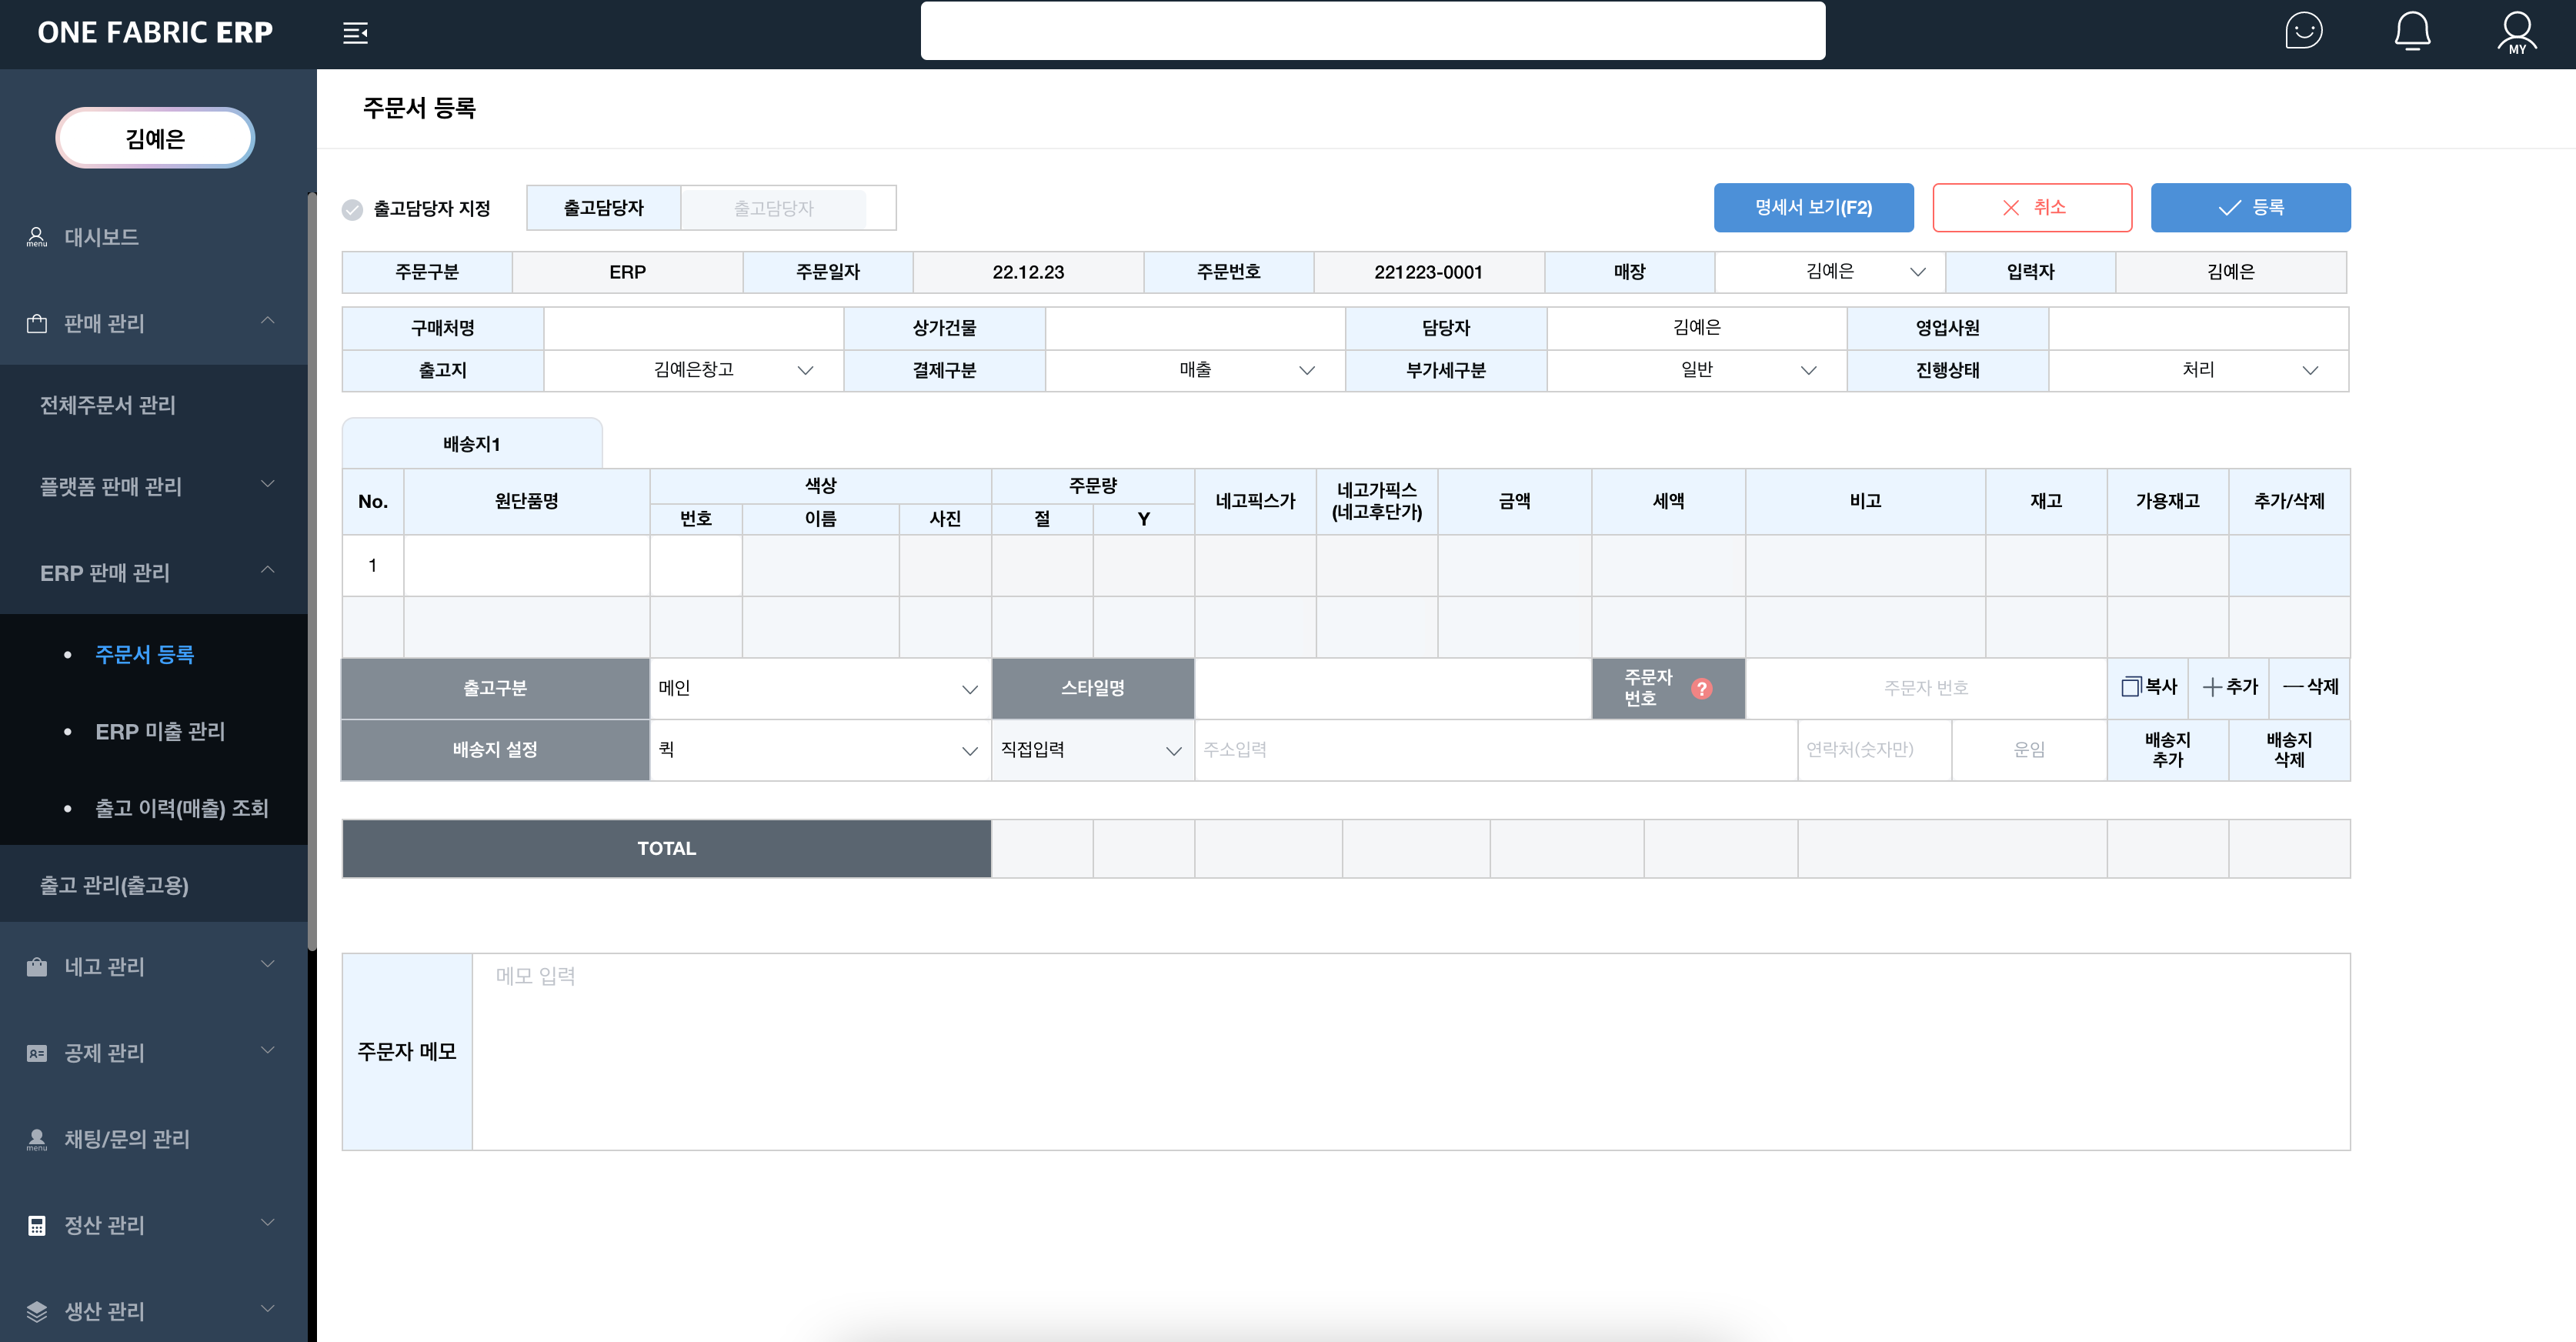 ONE FABRIC ERP
MY
김예은
주문서 등록
menu 대시보드
판매 관리
전체주문서 관리
플랫폼 판매 관리
ERP 판매 관리
• 주문서 등록
• ERP 미출 관리
• 출고 이력(매출) 조회
출고 관리(출고용)
네고 관리
공제 관리
menu 채팅/문의 관리
정산 관리
생산 관리
출고담당자 지정 출고담당자 출고담당자 명세서 보기(F2) 취소 등록
주문구분 ERP 주문일자 22.12.23 주문번호 221223-0001 매장 김예은 입력자 김예은
구매처명 상가건물 담당자 김예은 영업사원
출고지 김예은창고 결제구분 매출 부가세구분 일반 진행상태 처리
배송지1
No. 원단품명 색상 주문량 네고픽스가 네고가픽스 (네고후단가) 금액 세액 비고 재고 가용재고 추가/삭제
번호 이름 사진 절 Y
1
출고구분 메인 스타일명 주문자 번호 ? 주문자 번호 복사 추가 삭제
배송지 설정 퀵 직접입력 주소입력 연락처(숫자만) 운임 배송지 추가 배송지 삭제
TOTAL
주문자 메모 메모 입력